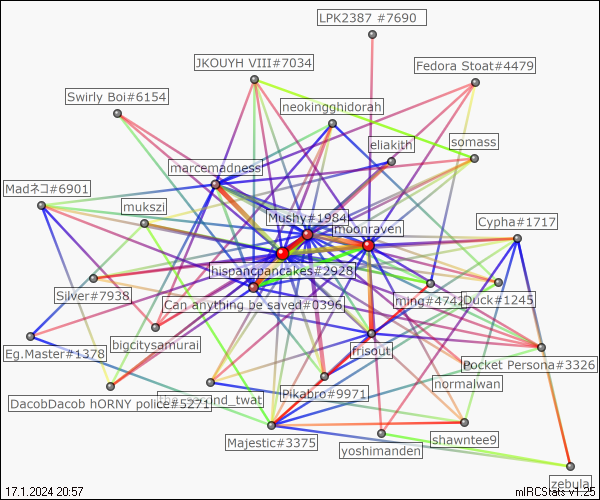 LPK2387 #7690
JKOUYH VIII#7034
Fedora Stoat#4479
Swirly Boi#6154
neokingghidorah
eliakith
somass
marcemadness
Madネコ#6901
mukszi
Mushy#1984
moonraven
Cypha#1717
hispancpancakes#2928
Silver#7938
Can anything be saved#0396
ming#4742
Duck#1245
bigcitysamurai
Eg.Master#1378
frisout
Pocket Persona#3326
normalwan
Pikabro#9971
DacobDacob hORNY police#5271
second_twat
Majestic#3375
yoshimanden
shawntee9
zebula
17.1.2024 20:57
mIRCStats v1.25